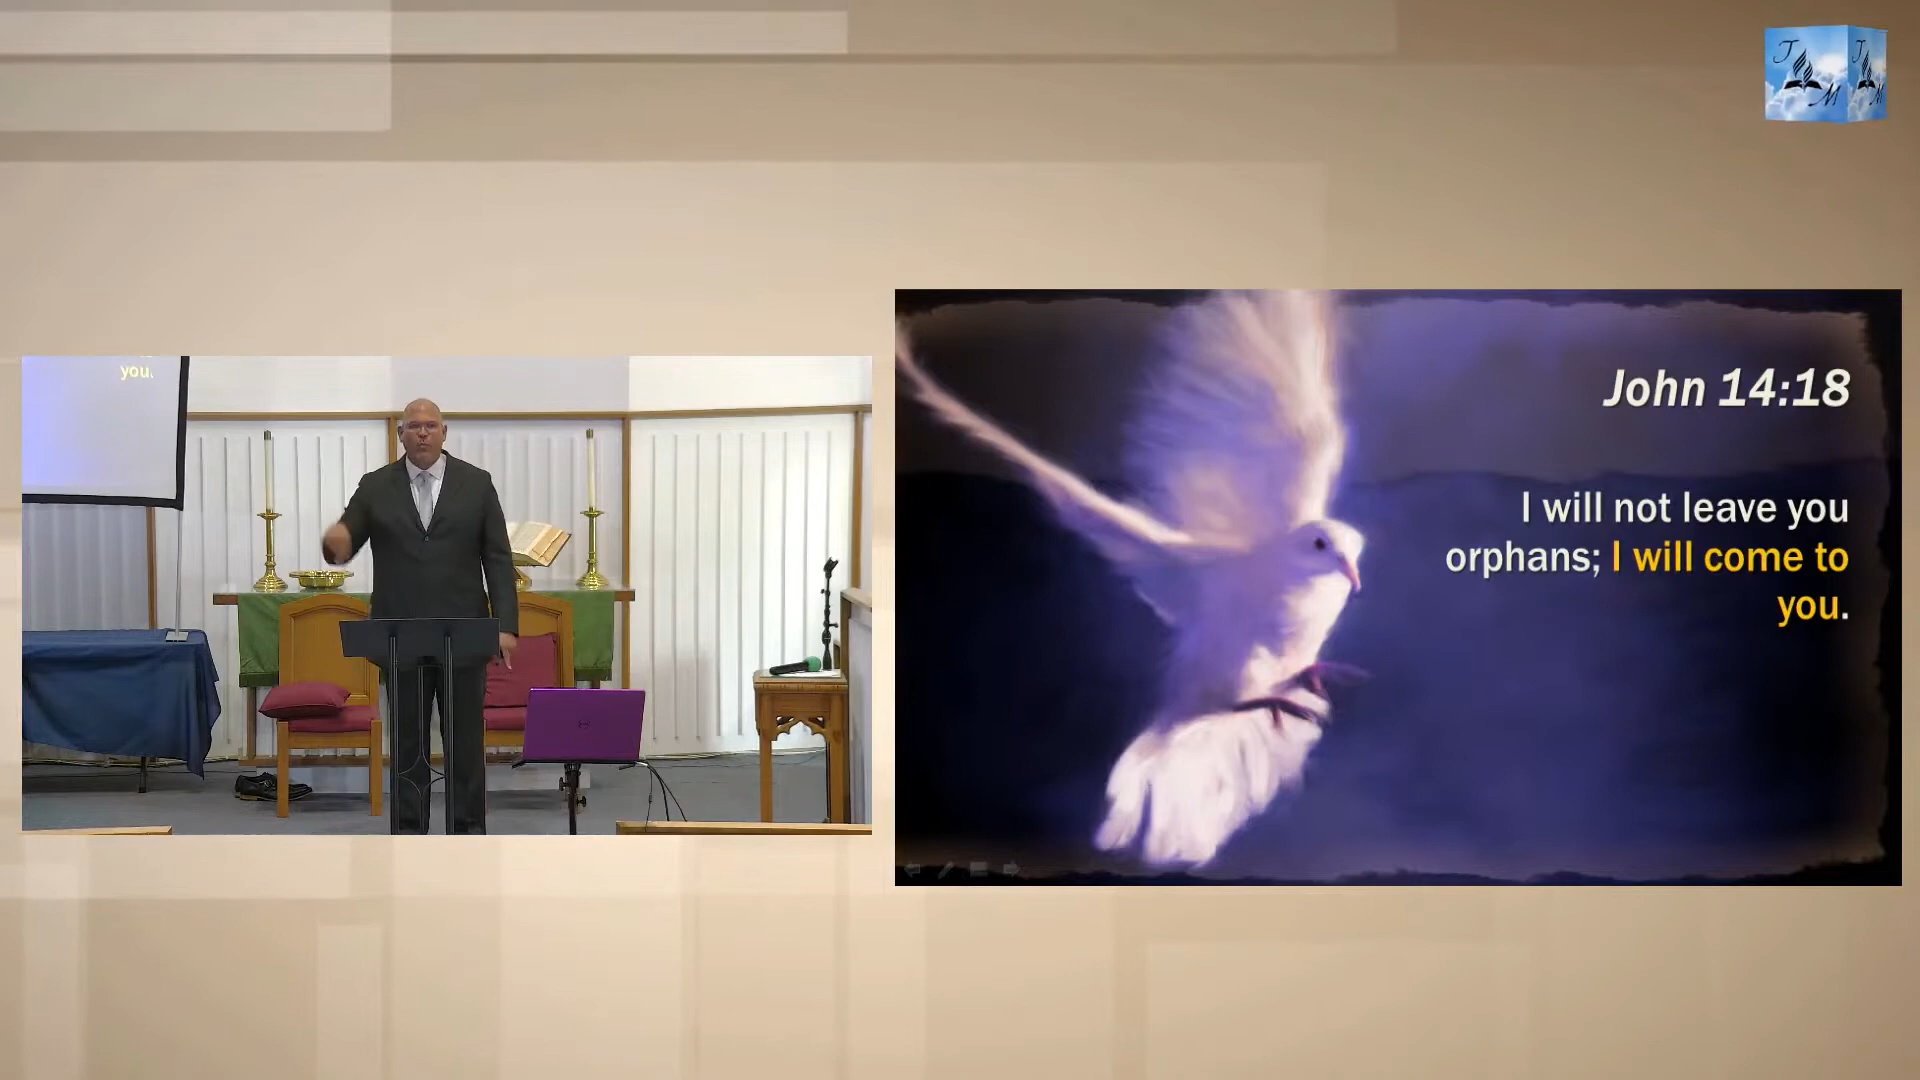 J
M
J
M
you.
John 14:18
I will not leave you
orphans; I will come to
you.